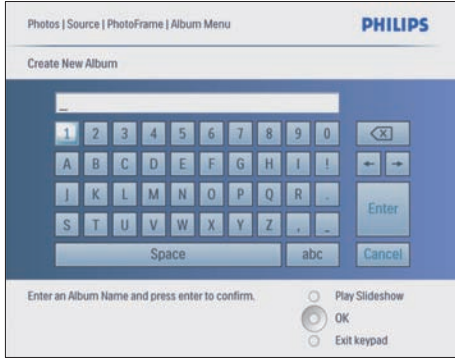 Photos | Source | PhotoFrame | Album Menu
PHILIPS
Create New Album
_
1 2 3 4 5 6 7 8 9 0
A B C D E F G H I !
J K L M N O P Q R .
Enter
S T U V W X Y Z , _
Space abc Cancel
Enter an Album Name and press enter to confirm.
Play Slideshow
OK
Exit keypad